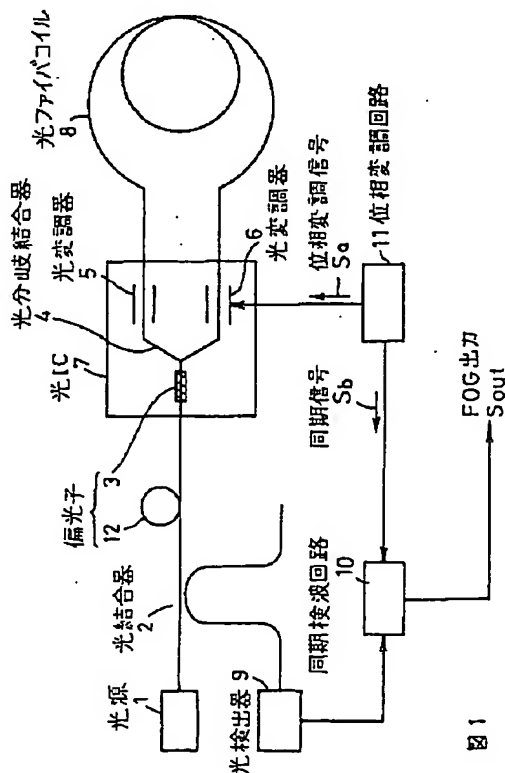 光源
1
光結合器
2
偏光子
12
3
光IC
7
光分岐結合器
4
光変調器
5
光ファイバコイル
8
光変調器
6
位相変調信号
Sa
11位相変調回路
同期信号
Sb
光検出器 9
同期検波回路
10
FOG出力
Sout
図1